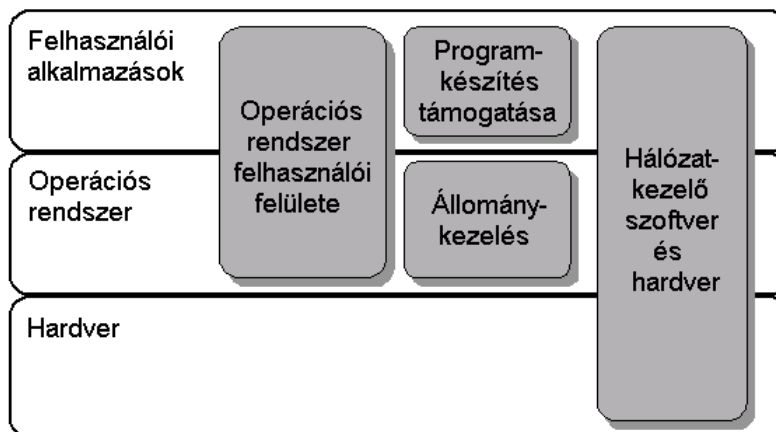 Felhasználói
alkalmazások
Operációs
rendszer
felhasználói
felülete
Program-
készítés
támogatása
Hálózat-
kezelő
szoftver
és
hardver
Operációs
rendszer
Állomány-
kezelés
Hardver